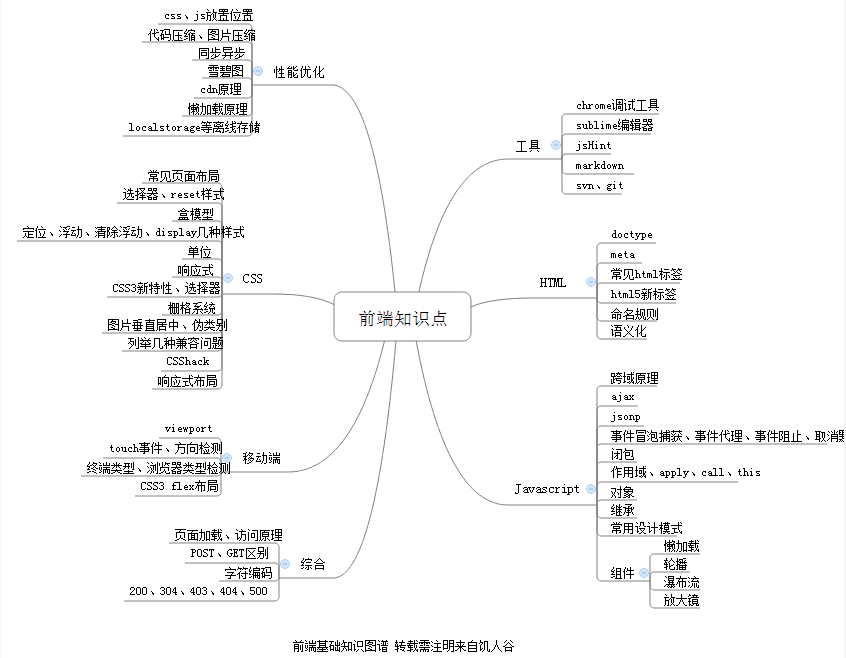 前端知识点
性能优化
css、js放置位置
代码压缩、图片压缩
同步异步
雪碧图
cdn原理
懒加载原理
localstorage等离线存储
CSS
常见页面布局
选择器、reset样式
盒模型
定位、浮动、清除浮动、display几种样式
单位
响应式
CSS3新特性、选择器
栅格系统
图片垂直居中、伪类别
列举几种兼容问题
CSShack
响应式布局
移动端
viewport
touch事件、方向检测
终端类型、浏览器类型检测
CSS3 flex布局
综合
页面加载、访问原理
POST、GET区别
字符编码
200、304、403、404、500
工具
chrome调试工具
sublime编辑器
jsHint
markdown
svn、git
HTML
doctype
meta
常见html标签
html5新标签
命名规则
语义化
Javascript
跨域原理
ajax
jsonp
事件冒泡捕获、事件代理、事件阻止、取消
闭包
作用域、apply、call、this
对象
继承
常用设计模式
组件
懒加载
轮播
瀑布流
放大镜
前端基础知识图谱 转载需注明来自饥人谷